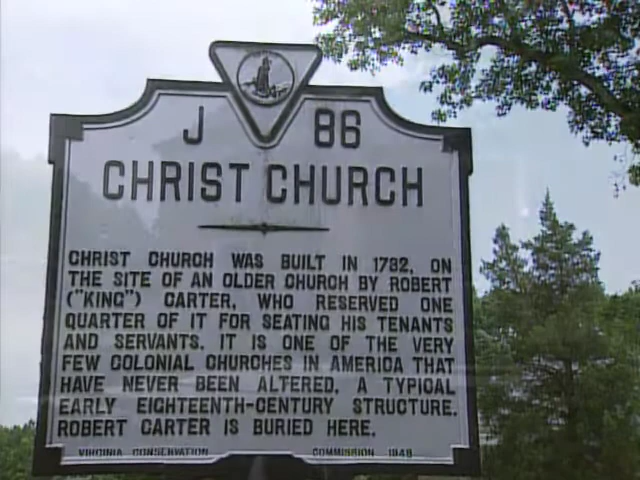 J 86
CHRIST CHURCH
CHRIST CHURCH WAS BUILT IN 1732, ON
THE SITE OF AN OLDER CHURCH BY ROBERT
("KING") CARTER, WHO RESERVED ONE
QUARTER OF IT FOR SEATING HIS TENANTS
AND SERVANTS. IT IS ONE OF THE VERY
FEW COLONIAL CHURCHES IN AMERICA THAT
HAVE NEVER BEEN ALTERED, A TYPICAL
EARLY EIGHTEENTH-CENTURY STRUCTURE.
ROBERT CARTER IS BURIED HERE.
VIRGINIA CONSERVATION COMMISSION 1948